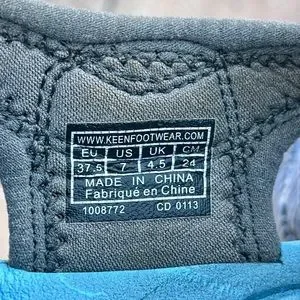 WWW.KEENFOOTWEAR.COM
EU US UK CM
37.5 7 4.5 24
MADE IN CHINA
Fabriqué en Chine
1008772 CD 0113